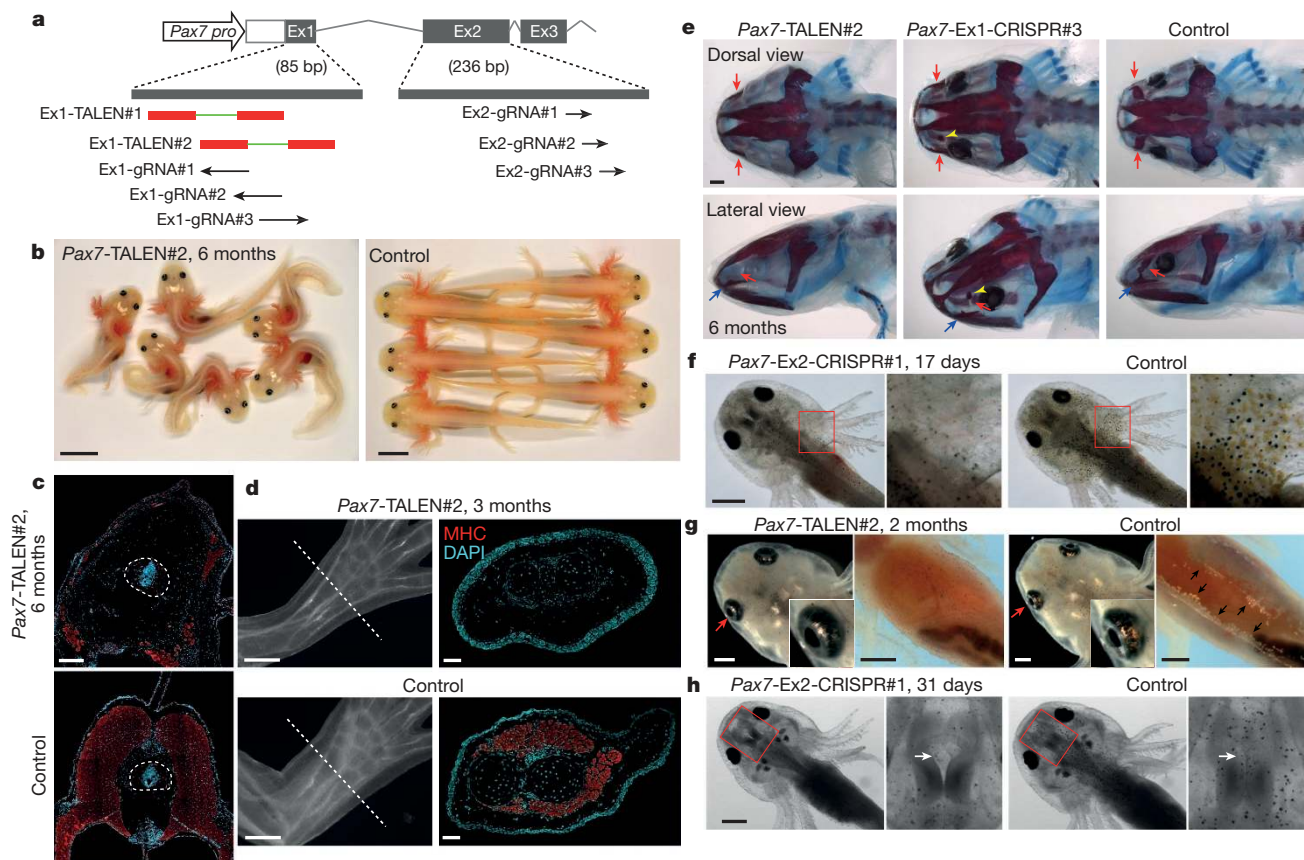 a
Pax7 pro
Ex1
Ex2
Ex3
(85 bp)
(236 bp)
Ex1-TALEN#1
Ex1-TALEN#2
Ex1-gRNA#1
Ex1-gRNA#2
Ex1-gRNA#3
Ex2-gRNA#1
Ex2-gRNA#2
Ex2-gRNA#3
b
Pax7-TALEN#2, 6 months
Control
c
Pax7-TALEN#2,
6 months
Control
d
Pax7-TALEN#2, 3 months
MHC
DAPI
Control
e
Pax7-TALEN#2
Pax7-Ex1-CRISPR#3
Control
Dorsal view
Lateral view
6 months
f
Pax7-Ex2-CRISPR#1, 17 days
Control
g
Pax7-TALEN#2, 2 months
Control
h
Pax7-Ex2-CRISPR#1, 31 days
Control